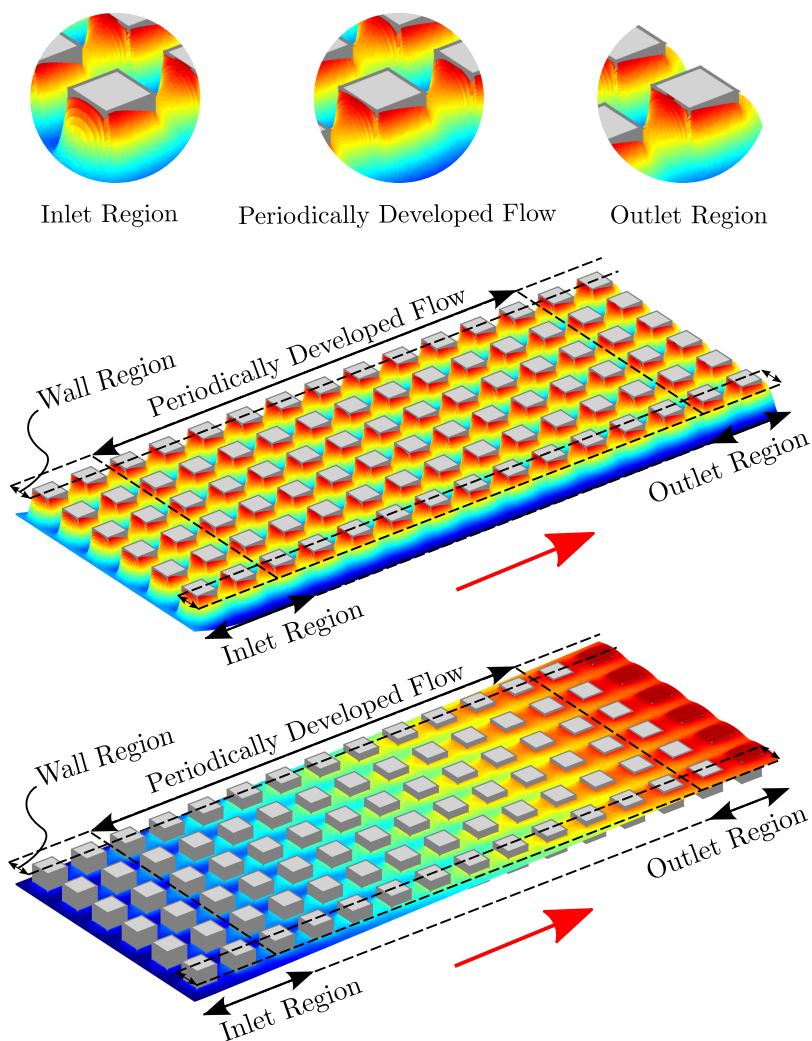 Inlet Region
Periodically Developed Flow
Outlet Region
Periodically Developed Flow
Wall Region
Outlet Region
Inlet Region
Periodically Developed Flow
Wall Region
Outlet Region
Inlet Region